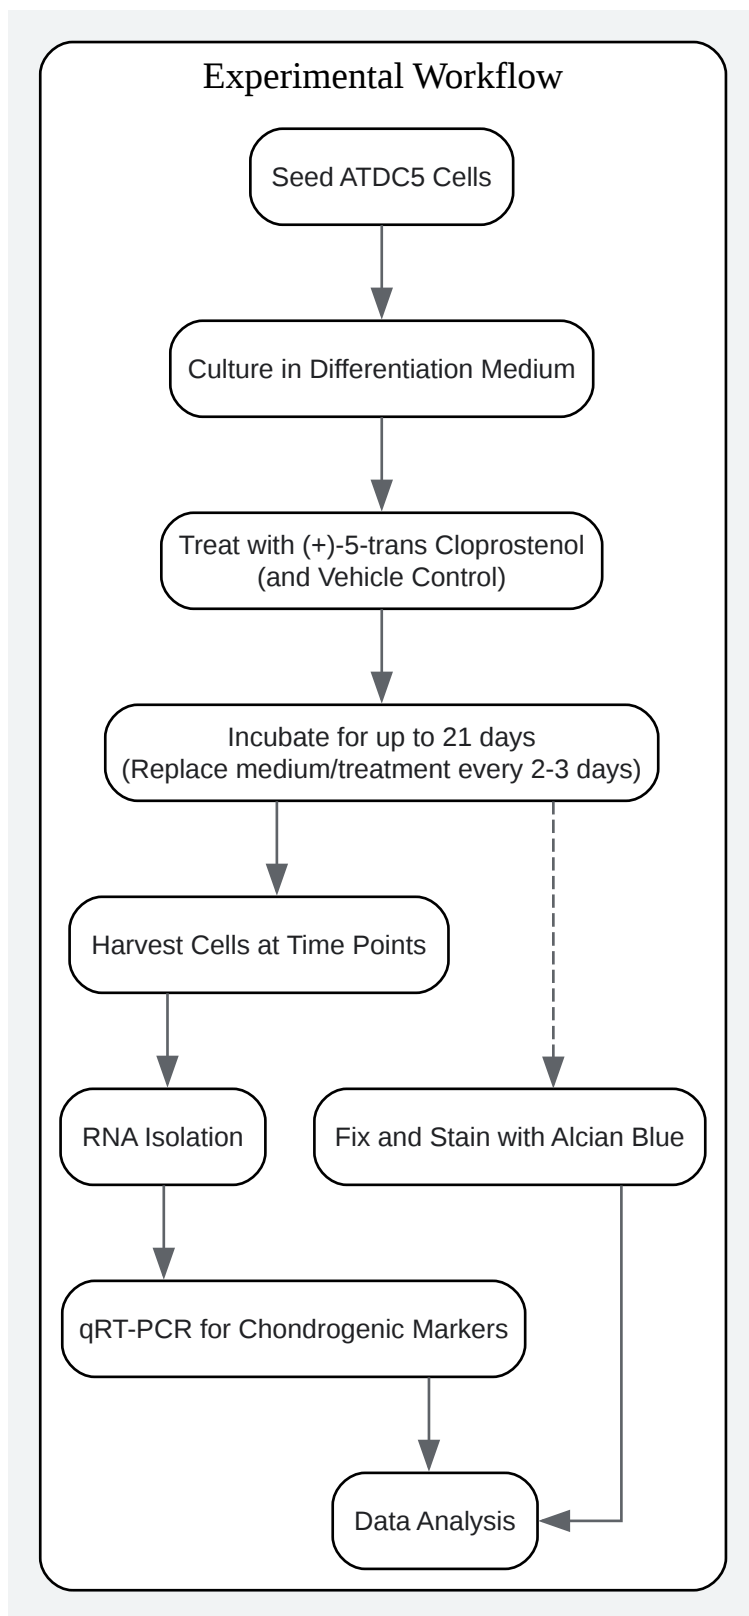 Experimental Workflow
Seed ATDC5 Cells
Culture in Differentiation Medium
Treat with (+)-5-trans Cloprostenol
(and Vehicle Control)
Incubate for up to 21 days
(Replace medium/treatment every 2-3 days)
Harvest Cells at Time Points
RNA Isolation
Fix and Stain with Alcian Blue
qRT-PCR for Chondrogenic Markers
Data Analysis